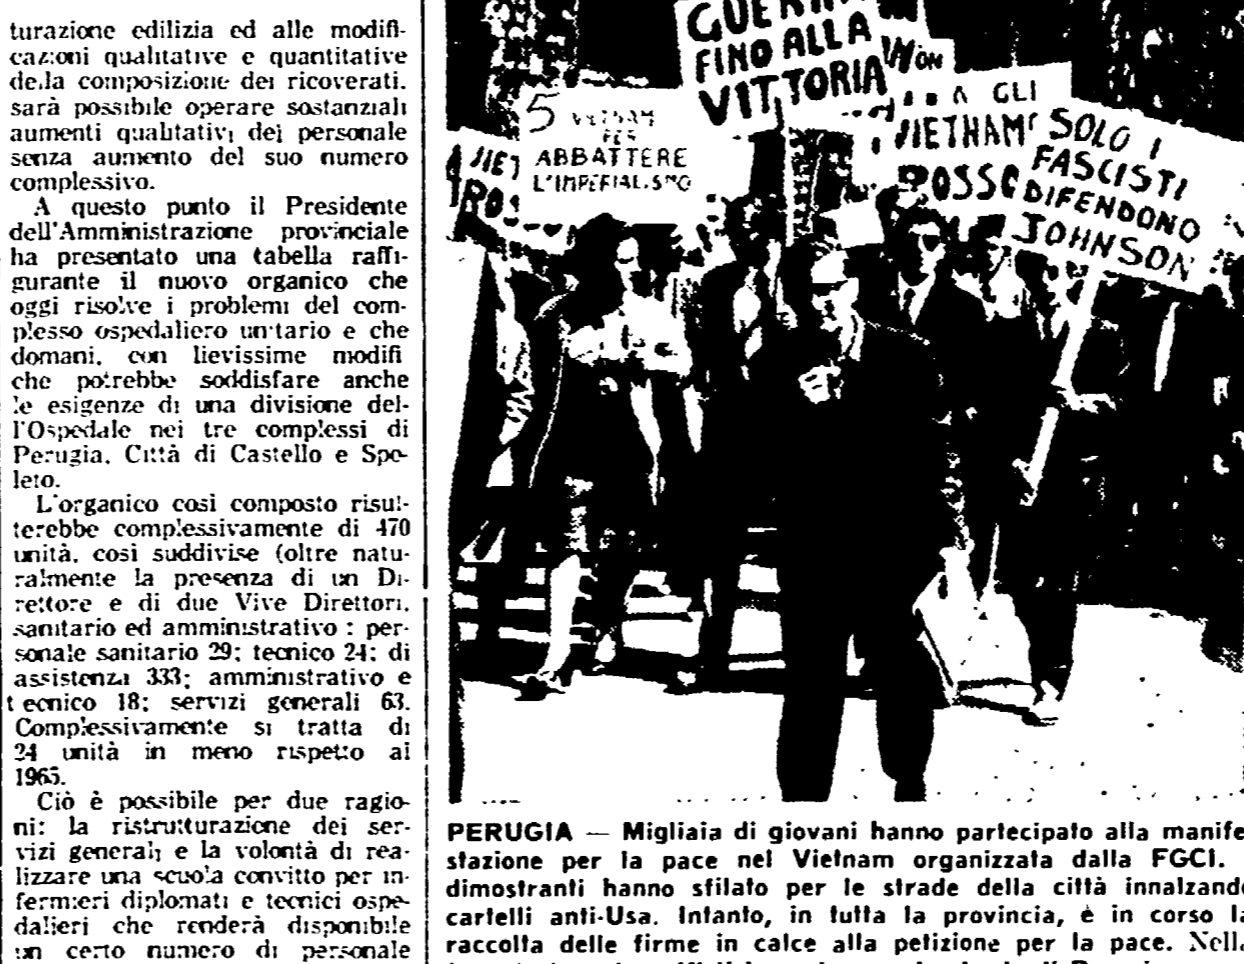 turazione edilizia ed alle modifi-
cazioni qualitative e quantitative
della composizione dei ricoverati,
sarà possibile operare sostanziali
aumenti qualitativi del personale
senza aumento del suo numero
complessivo.
A questo punto il Presidente
dell'Amministrazione provinciale
ha presentato una tabella raffi-
gurante il nuovo organico che
oggi risolve i problemi del com-
plesso ospedaliero unitario e che
domani, con lievissime modifi
che potrebbe soddisfare anche
le esigenze di una divisione del-
l'Ospedale nei tre complessi di
Perugia, Città di Castello e Spo-
leto.
L'organico così composto risul-
terebbe complessivamente di 470
unità, così suddivise (oltre natu-
ralmente la presenza di un Di-
rettore e di due Vive Direttori,
sanitario ed amministrativo : per-
sonale sanitario 29; tecnico 24; di
assistenza 333; amministrativo e
tecnico 18; servizi generali 63.
Complessivamente si tratta di
24 unità in meno rispetto al
1965.
Ciò è possibile per due ragio-
ni: la ristrutturazione dei ser-
vizi generali e la volontà di rea-
lizzare una scuola convitto per in-
fermieri diplomati e tecnici ospe-
dalieri che renderà disponibile
un certo numero di personale
FINO ALLA
VITTORIA
5 VIETNAM
PER
ABBATTERE
L'IMPERIALISMO
NON
A GLI
VIETNAM
SOLO I
FASCISTI
DIFENDONO
JOHNSON
PERUGIA — Migliaia di giovani hanno partecipato alla manife
stazione per la pace nel Vietnam organizzata dalla FGCI.
dimostranti hanno sfilato per le strade della città innalzand
cartelli anti-Usa. Intanto, in tutta la provincia, è in corso l
raccolta delle firme in calce alla petizione per la pace. Nell